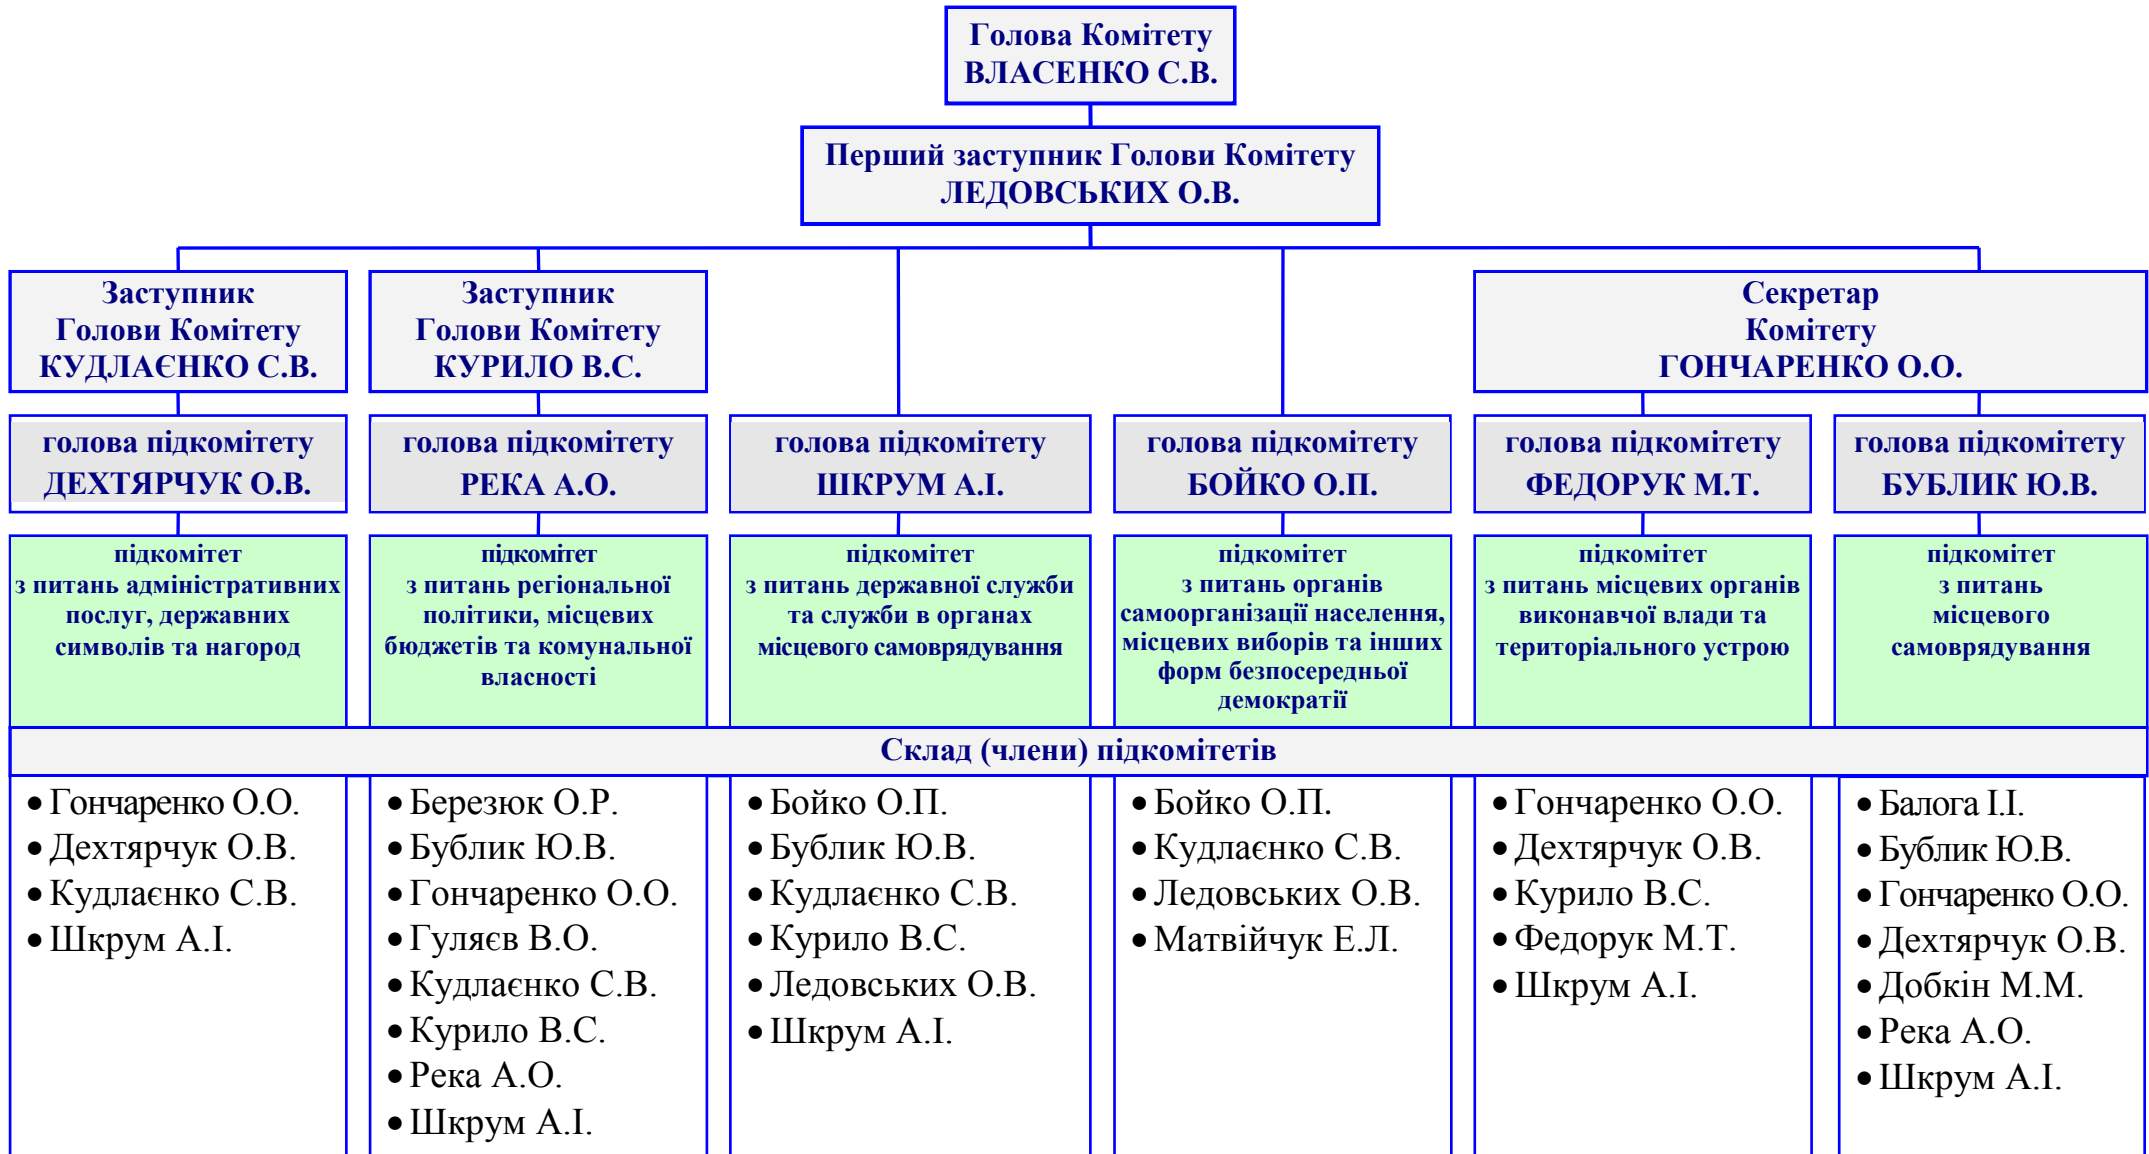 Голова Комітету
ВЛАСЕНКО С.В.
Перший заступник Голови Комітету
ЛЕДОВСЬКИХ О.В.
Заступник
Голови Комітету
КУДЛАЄНКО С.В.
Заступник
Голови Комітету
КУРИЛО В.С.
Секретар
Комітету
ГОНЧАРЕНКО О.О.
голова підкомітету
ДЕХТЯРЧУК О.В.
голова підкомітету
РЕКА А.О.
голова підкомітету
ШКРУМ А.І.
голова підкомітету
БОЙКО О.П.
голова підкомітету
ФЕДОРУК М.Т.
голова підкомітету
БУБЛИК Ю.В.
підкомітет
з питань адміністративних
послуг, державних
символів та нагород
підкомітет
з питань регіональної
політики, місцевих
бюджетів та комунальної
власності
підкомітет
з питань державної служби
та служби в органах
місцевого самоврядування
підкомітет
з питань органів
самоорганізації населення,
місцевих виборів та інших
форм безпосередньої
демократії
підкомітет
з питань місцевих органів
виконавчої влади та
територіального устрою
підкомітет
з питань
місцевого
самоврядування
Склад (члени) підкомітетів
• Гончаренко О.О.
• Дехтярчук О.В.
• Кудлаєнко С.В.
• Шкрум А.І.
• Березюк О.Р.
• Бублик Ю.В.
• Гончаренко О.О.
• Гуляєв В.О.
• Кудлаєнко С.В.
• Курило В.С.
• Река А.О.
• Шкрум А.І.
• Бойко О.П.
• Бублик Ю.В.
• Кудлаєнко С.В.
• Курило В.С.
• Ледовських О.В.
• Шкрум А.І.
• Бойко О.П.
• Кудлаєнко С.В.
• Ледовських О.В.
• Матвійчук Е.Л.
• Гончаренко О.О.
• Дехтярчук О.В.
• Курило В.С.
• Федорук М.Т.
• Шкрум А.І.
• Балога І.І.
• Бублик Ю.В.
• Гончаренко О.О.
• Дехтярчук О.В.
• Добкін М.М.
• Река А.О.
• Шкрум А.І.